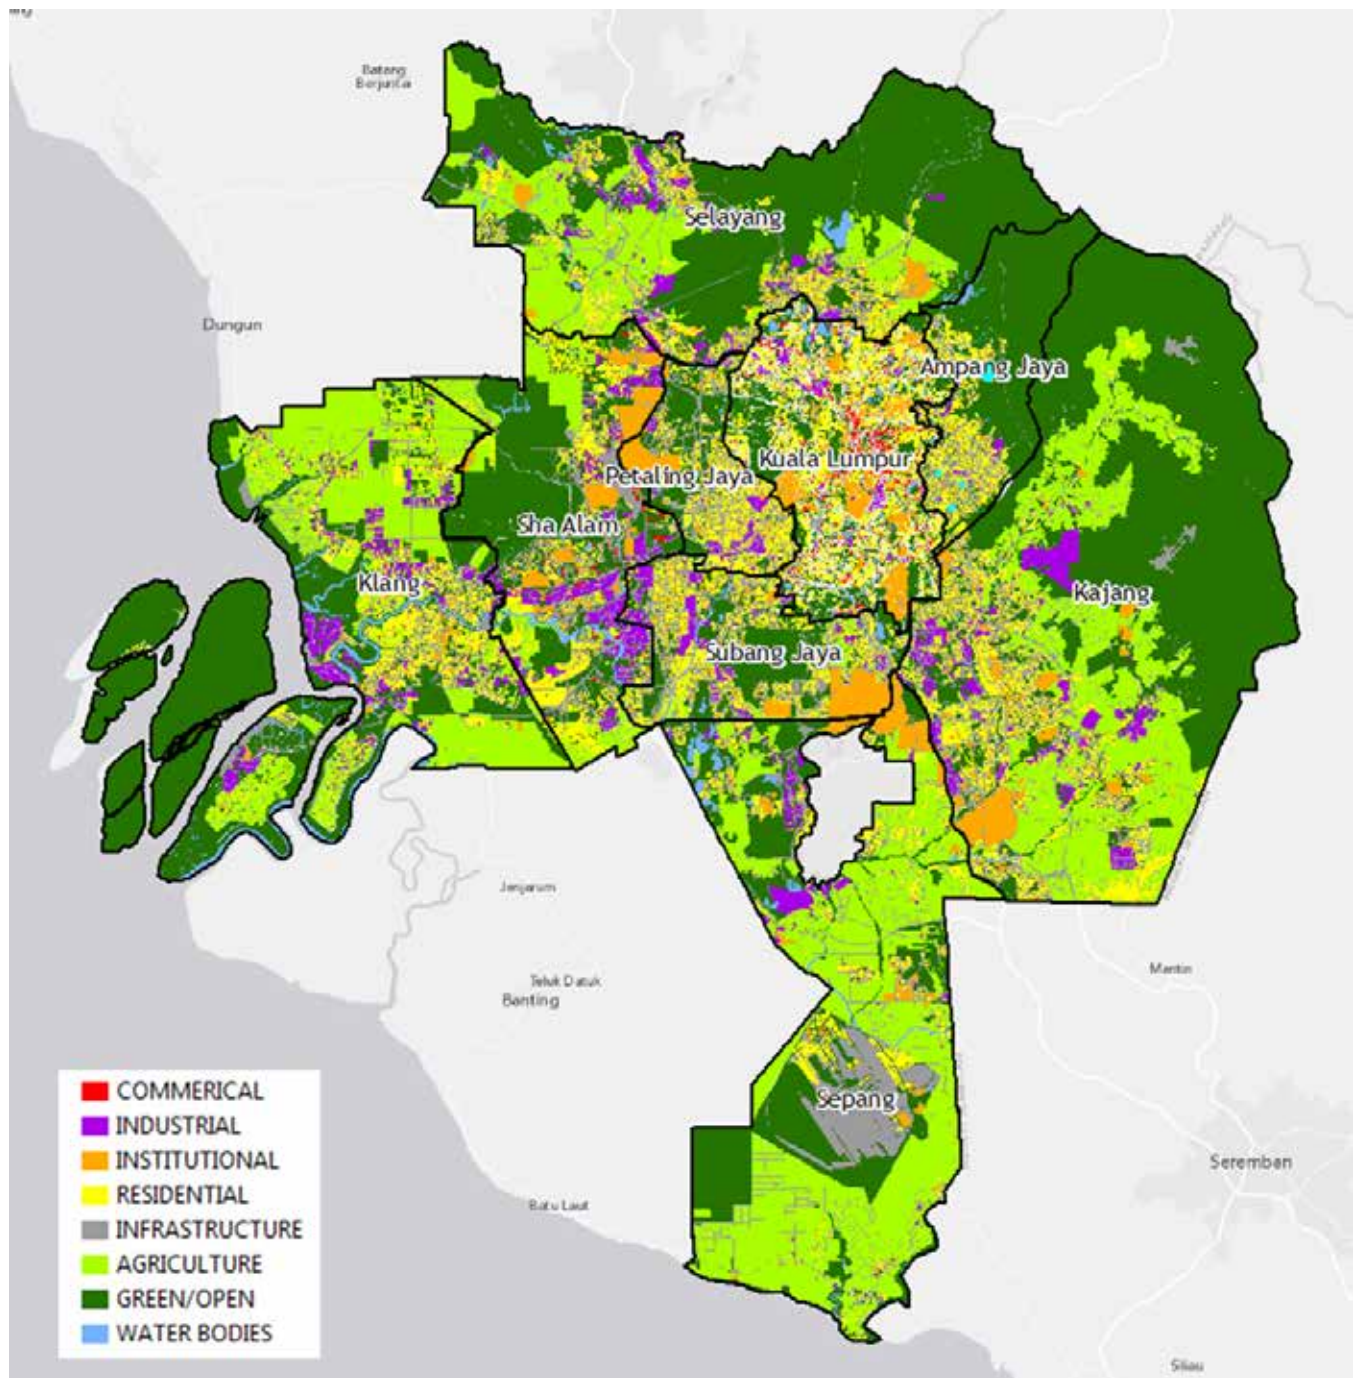 Batang
Berjuntai
Selayang
Dungun
Ampang Jaya
Kuala Lumpur
Petaling Jaya
Sha Alam
Klang
Kajang
Subang Jaya
Jenjarum
Teluk Datuk
Banting
Mantin
Sepang
COMMERICAL
INDUSTRIAL
INSTITUTIONAL
RESIDENTIAL
INFRASTRUCTURE
AGRICULTURE
GREEN/OPEN
WATER BODIES
Seremban
Batu Laut
Siliau